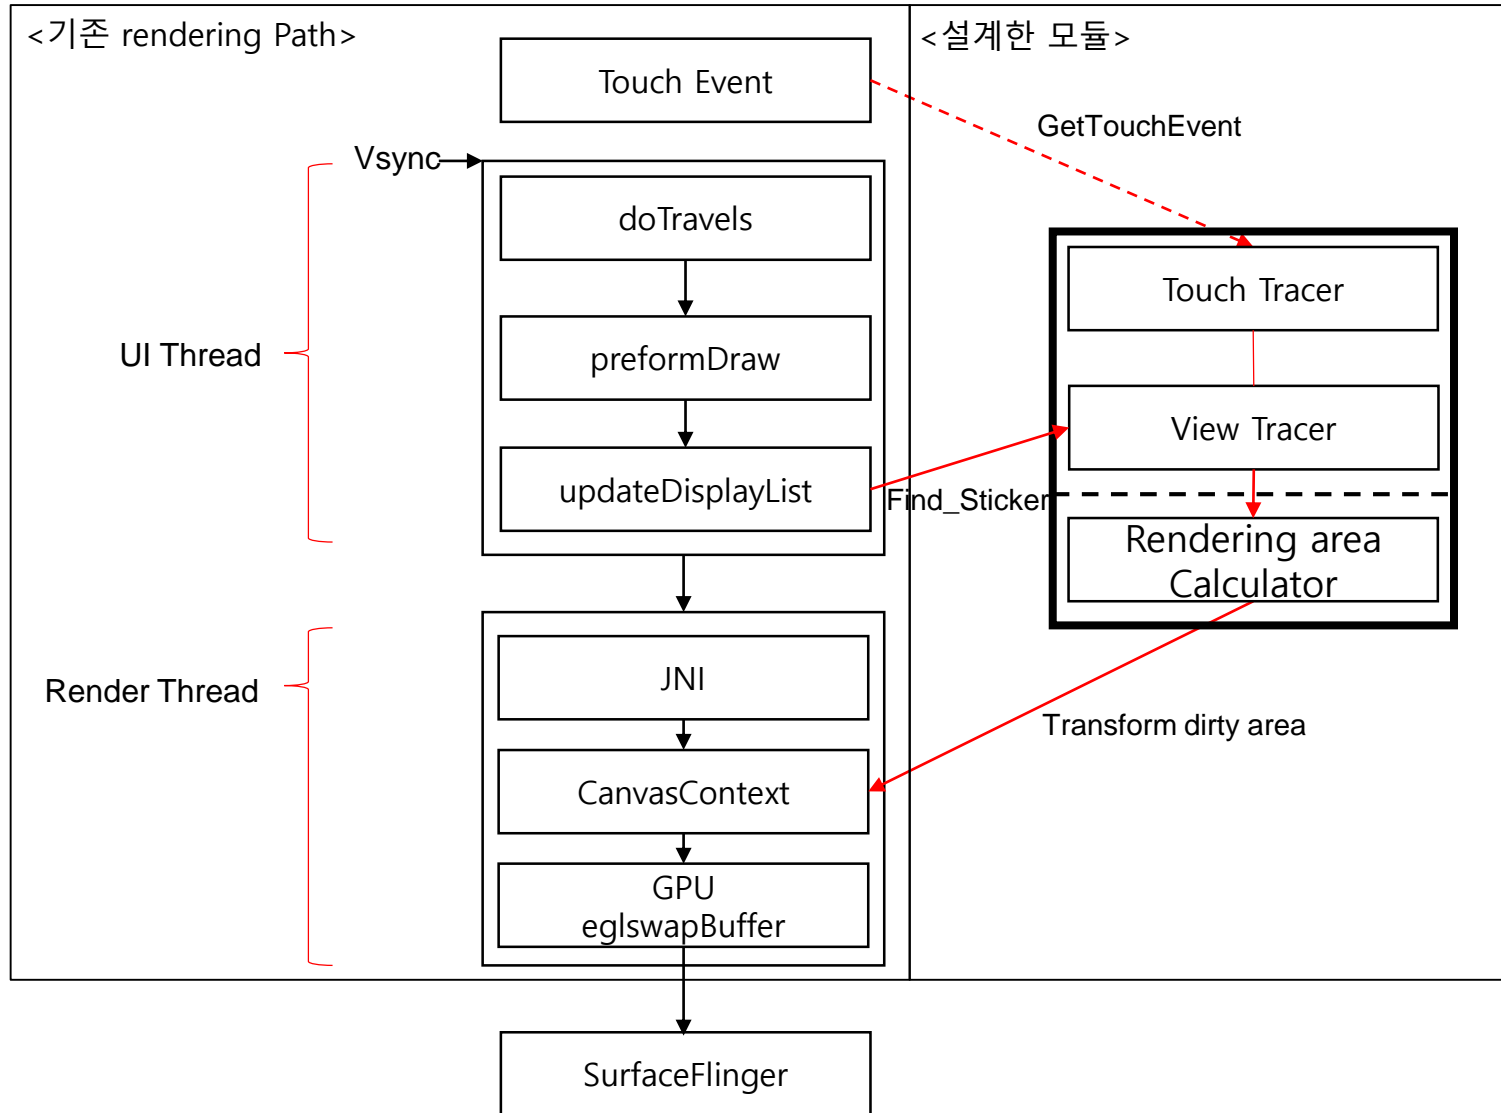 <기존 rendering Path>
<설계한 모듈>
Touch Event
GetTouchEvent
Vsync
doTravels
Touch Tracer
UI Thread
preformDraw
View Tracer
updateDisplayList
Find_Sticker
Rendering area
Calculator
Render Thread
JNI
Transform dirty area
CanvasContext
GPU
eglswapBuffer
SurfaceFlinger